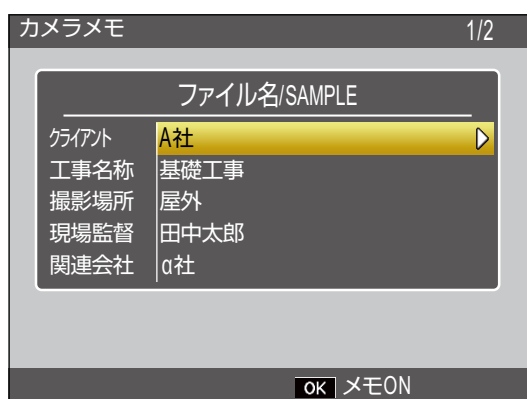 カメラメモ 1/2
ファイル名/SAMPLE
クライアント A社
工事名称 基礎工事
撮影場所 屋外
現場監督 田中太郎
関連会社 α社
OK メモON